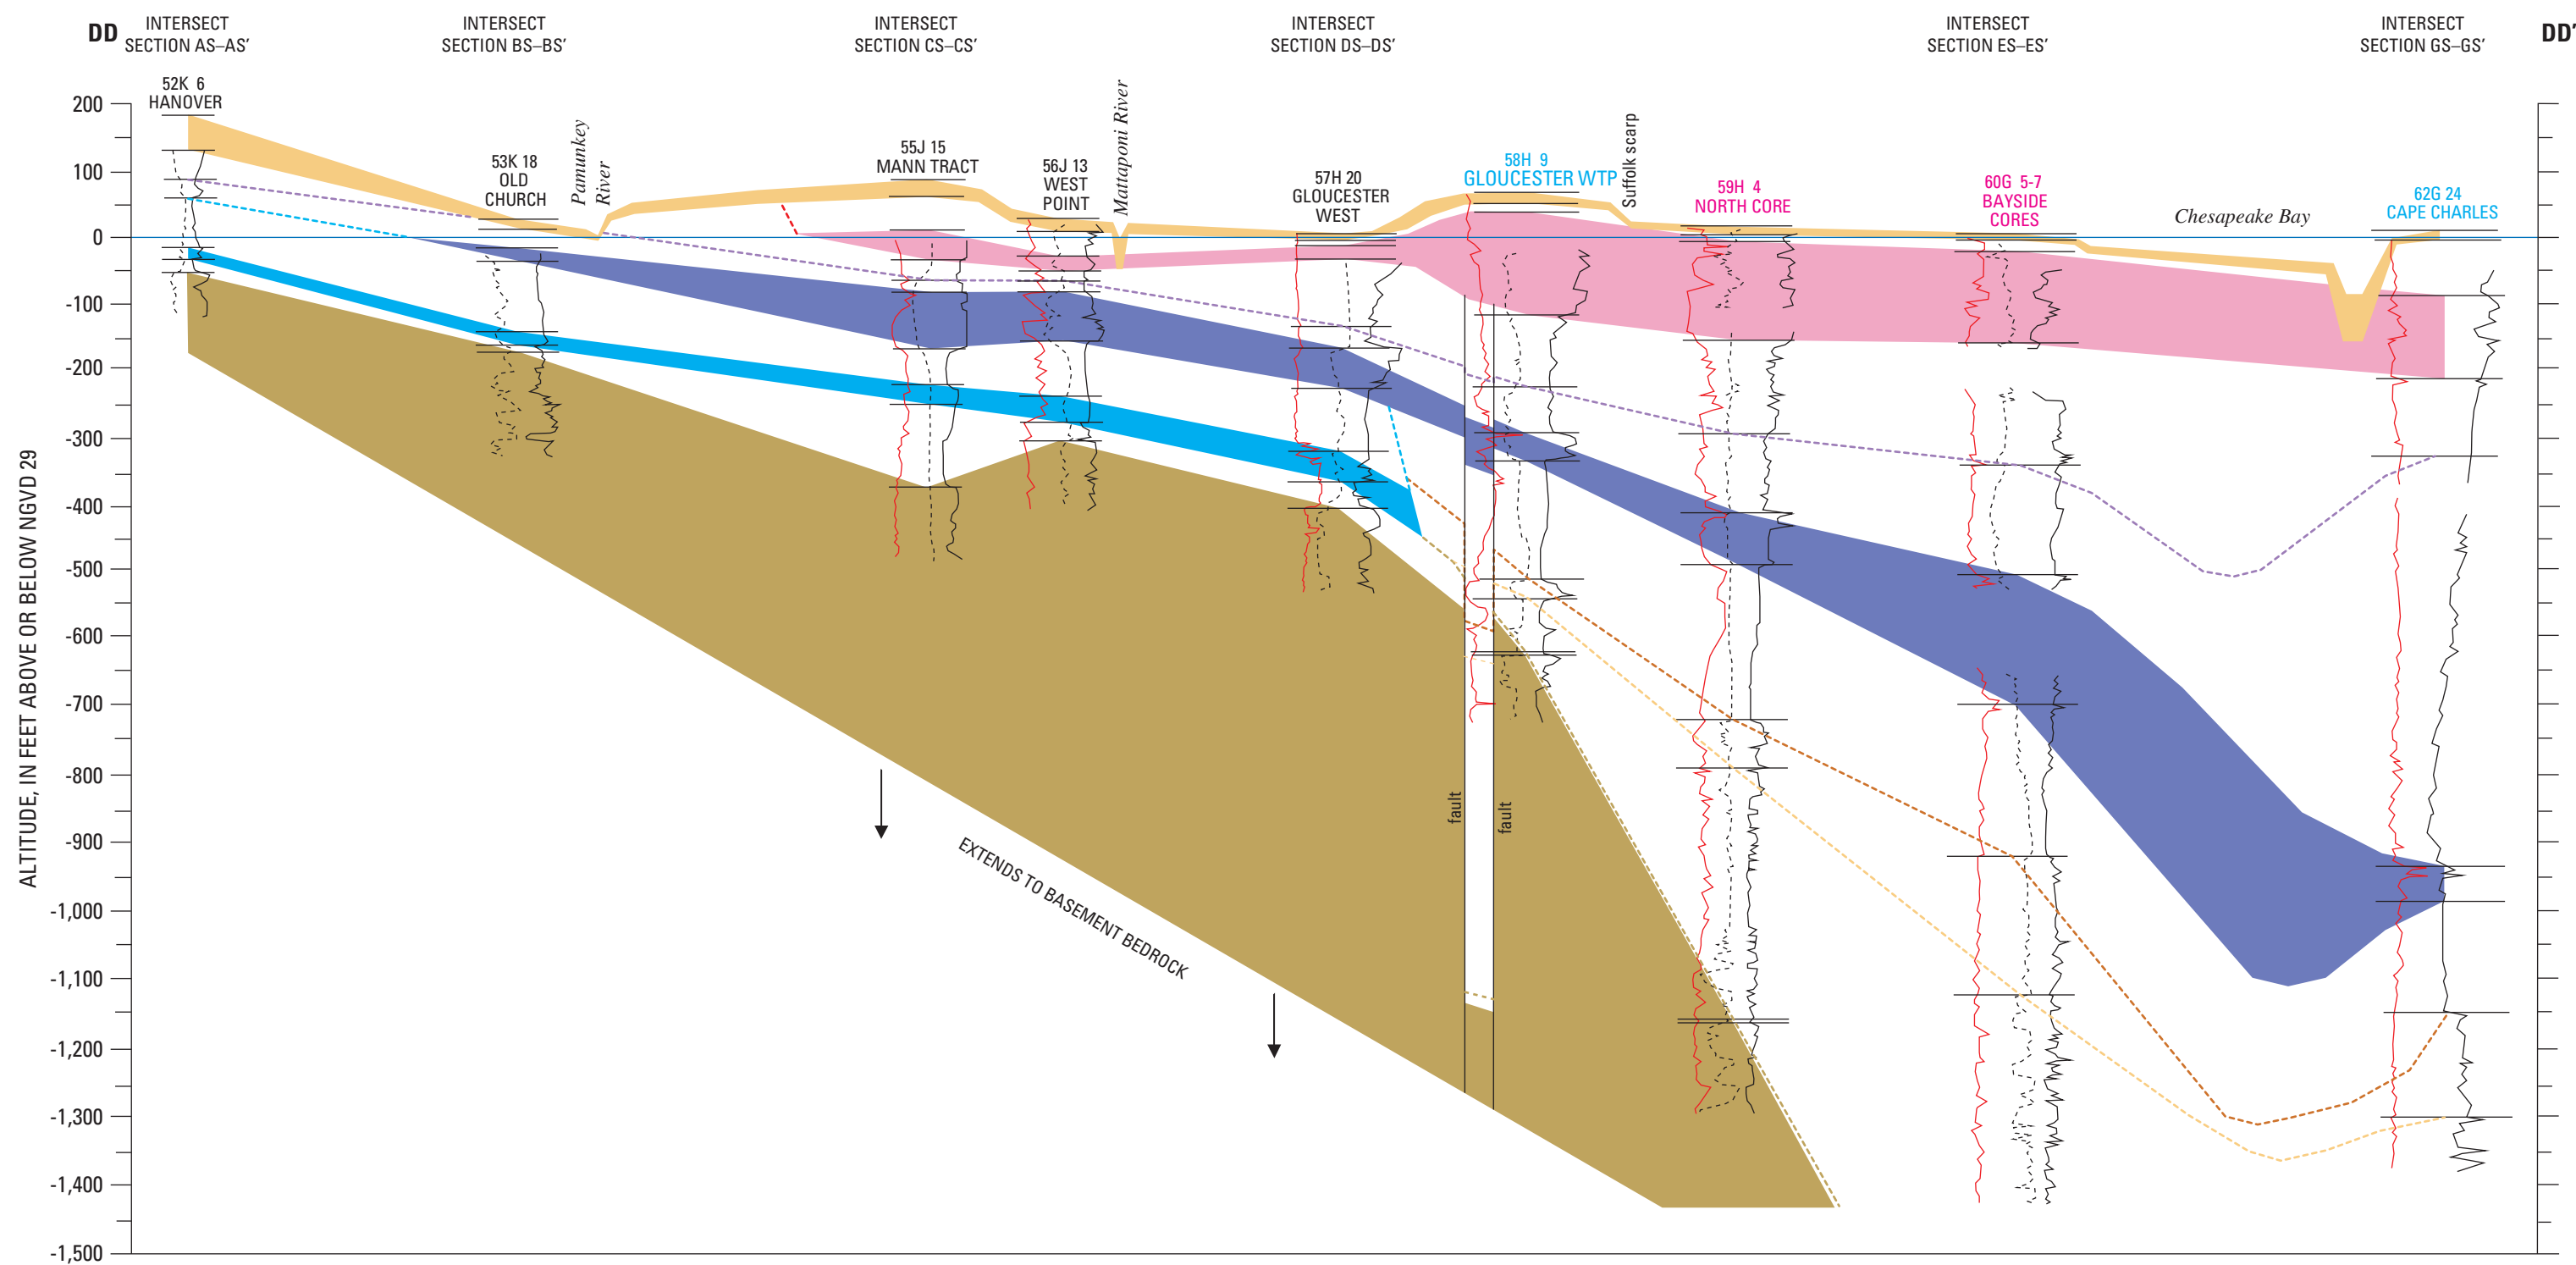 DD
INTERSECT
SECTION AS–AS’
INTERSECT
SECTION BS–BS’
INTERSECT
SECTION CS–CS’
INTERSECT
SECTION DS–DS’
INTERSECT
SECTION ES–ES’
INTERSECT
SECTION GS–GS’
DD’
52K 6
HANOVER
53K 18
OLD
CHURCH
Pamunkey
River
55J 15
MANN TRACT
56J 13
WEST
POINT
Mattaponi River
57H 20
GLOUCESTER
WEST
58H 9
GLOUCESTER WTP
Suffolk scarp
59H 4
NORTH CORE
60G 5-7
BAYSIDE
CORES
Chesapeake Bay
62G 24
CAPE CHARLES
ALTITUDE, IN FEET ABOVE OR BELOW NGVD 29
200
100
0
-100
-200
-300
-400
-500
-600
-700
-800
-900
-1,000
-1,100
-1,200
-1,300
-1,400
-1,500
fault
fault
EXTENDS TO BASEMENT BEDROCK